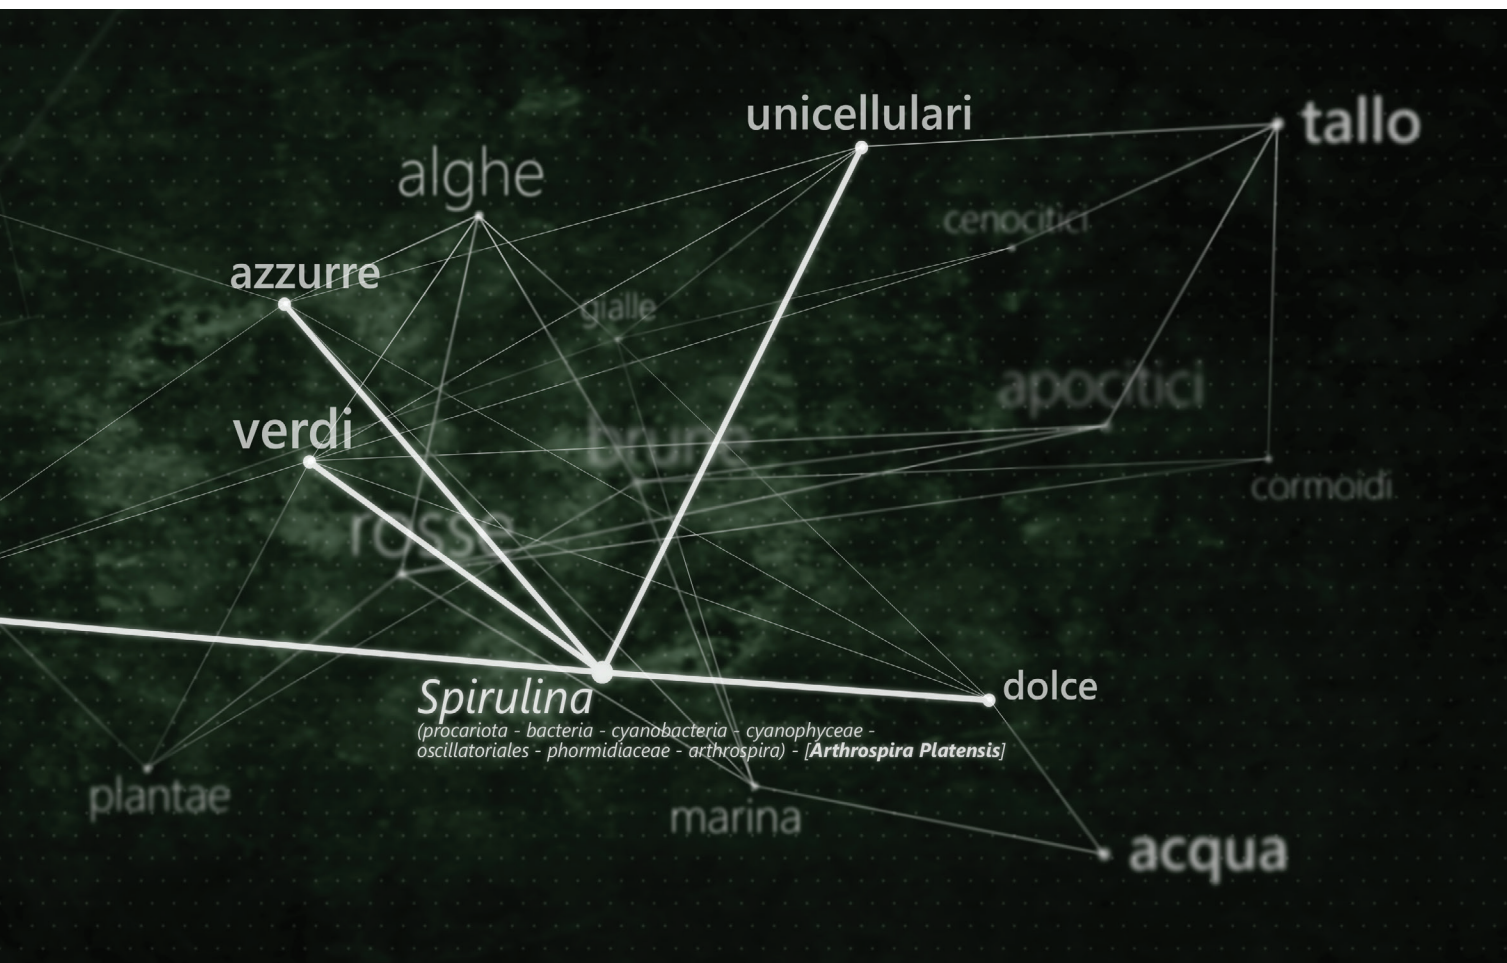 unicellulari
tallo
alghe
cenocitici
azzurre
gialle
apocitici
verdi
brune
cormoidi
rosse
dolce
Spirulina
(procariota - bacteria - cyanobacteria - cyanophyceae -
oscillatoriales - phormidiaceae - arthrospira) - [Arthrospira Platensis]
plantae
marina
acqua